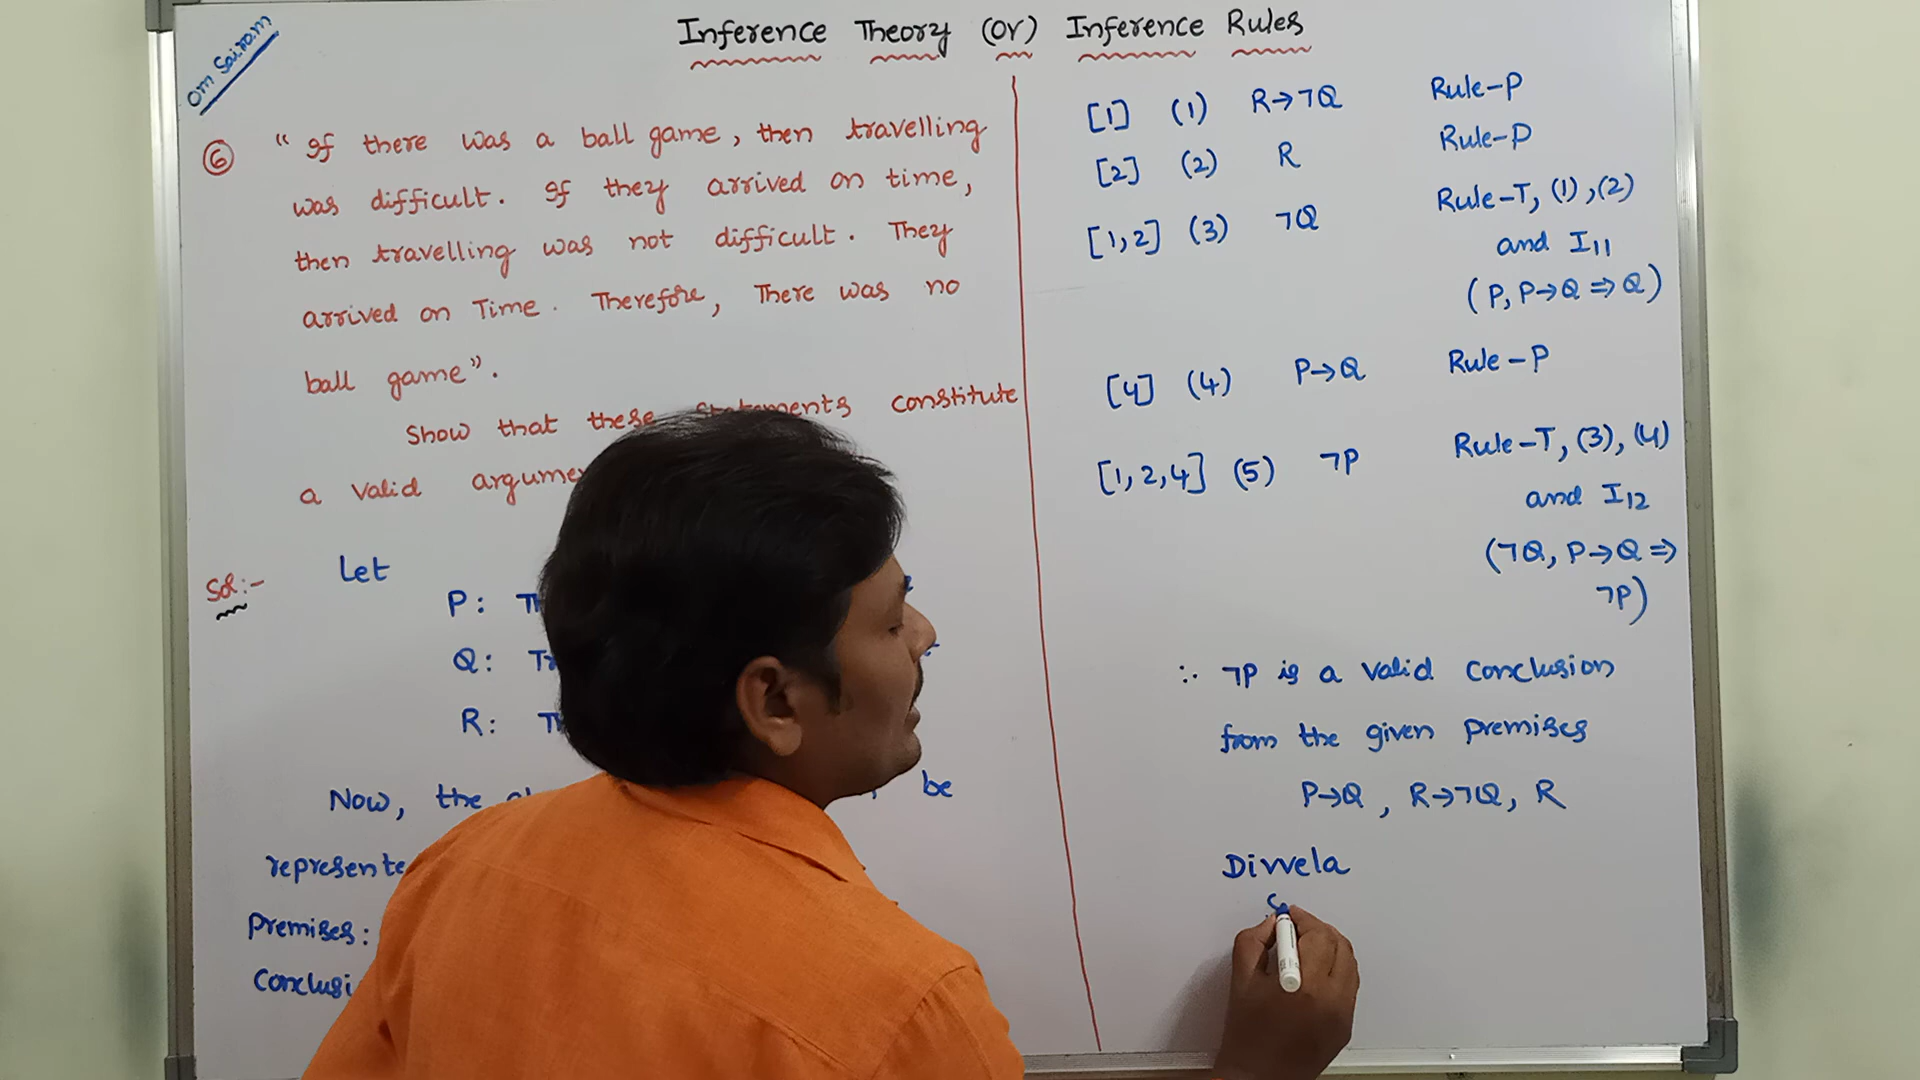 Om Sairam
Inference Theory (or) Inference Rules
⑥ "If there was a ball game, then travelling
was difficult. If they arrived on time,
then travelling was not difficult. They
arrived on Time. Therefore, There was no
ball game".
Show that these statements constitute
a valid
Sol:- Let
P:
Q:
R:
Now, the be
Premises:
[1] (1) R→¬Q Rule-P
[2] (2) R Rule-P
[1,2] (3) ¬Q Rule-T, (1),(2)
and I11
(P, P→Q ⇒ Q)
[4] (4) P→Q Rule-P
[1,2,4] (5) ¬P Rule-T, (3), (4)
and I12
(¬Q, P→Q ⇒
¬P)
∴ ¬P is a valid conclusion
from the given premises
P→Q, R→¬Q, R
Divvela